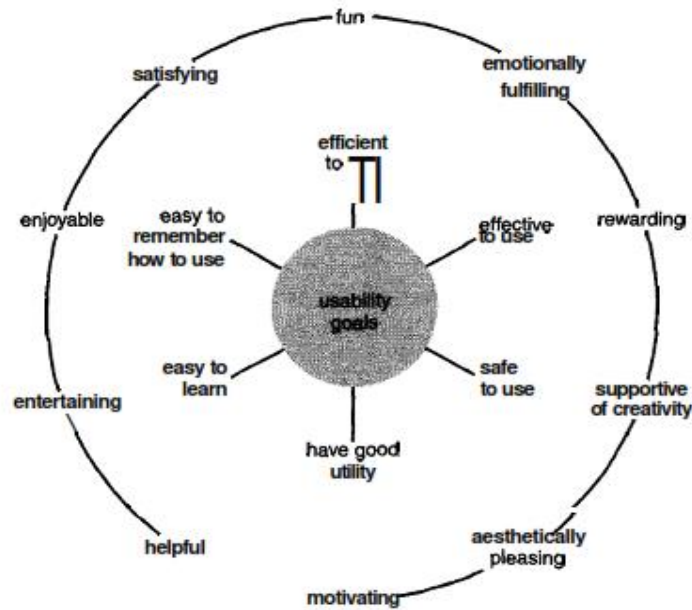 fun
satisfying
emotionally
fulfilling
efficient
to
enjoyable
easy to
remember
how to use
effective
to use
rewarding
usability
goals
easy to
learn
safe
to use
entertaining
supportive
of creativity
have good
utility
helpful
aesthetically
pleasing
motivating